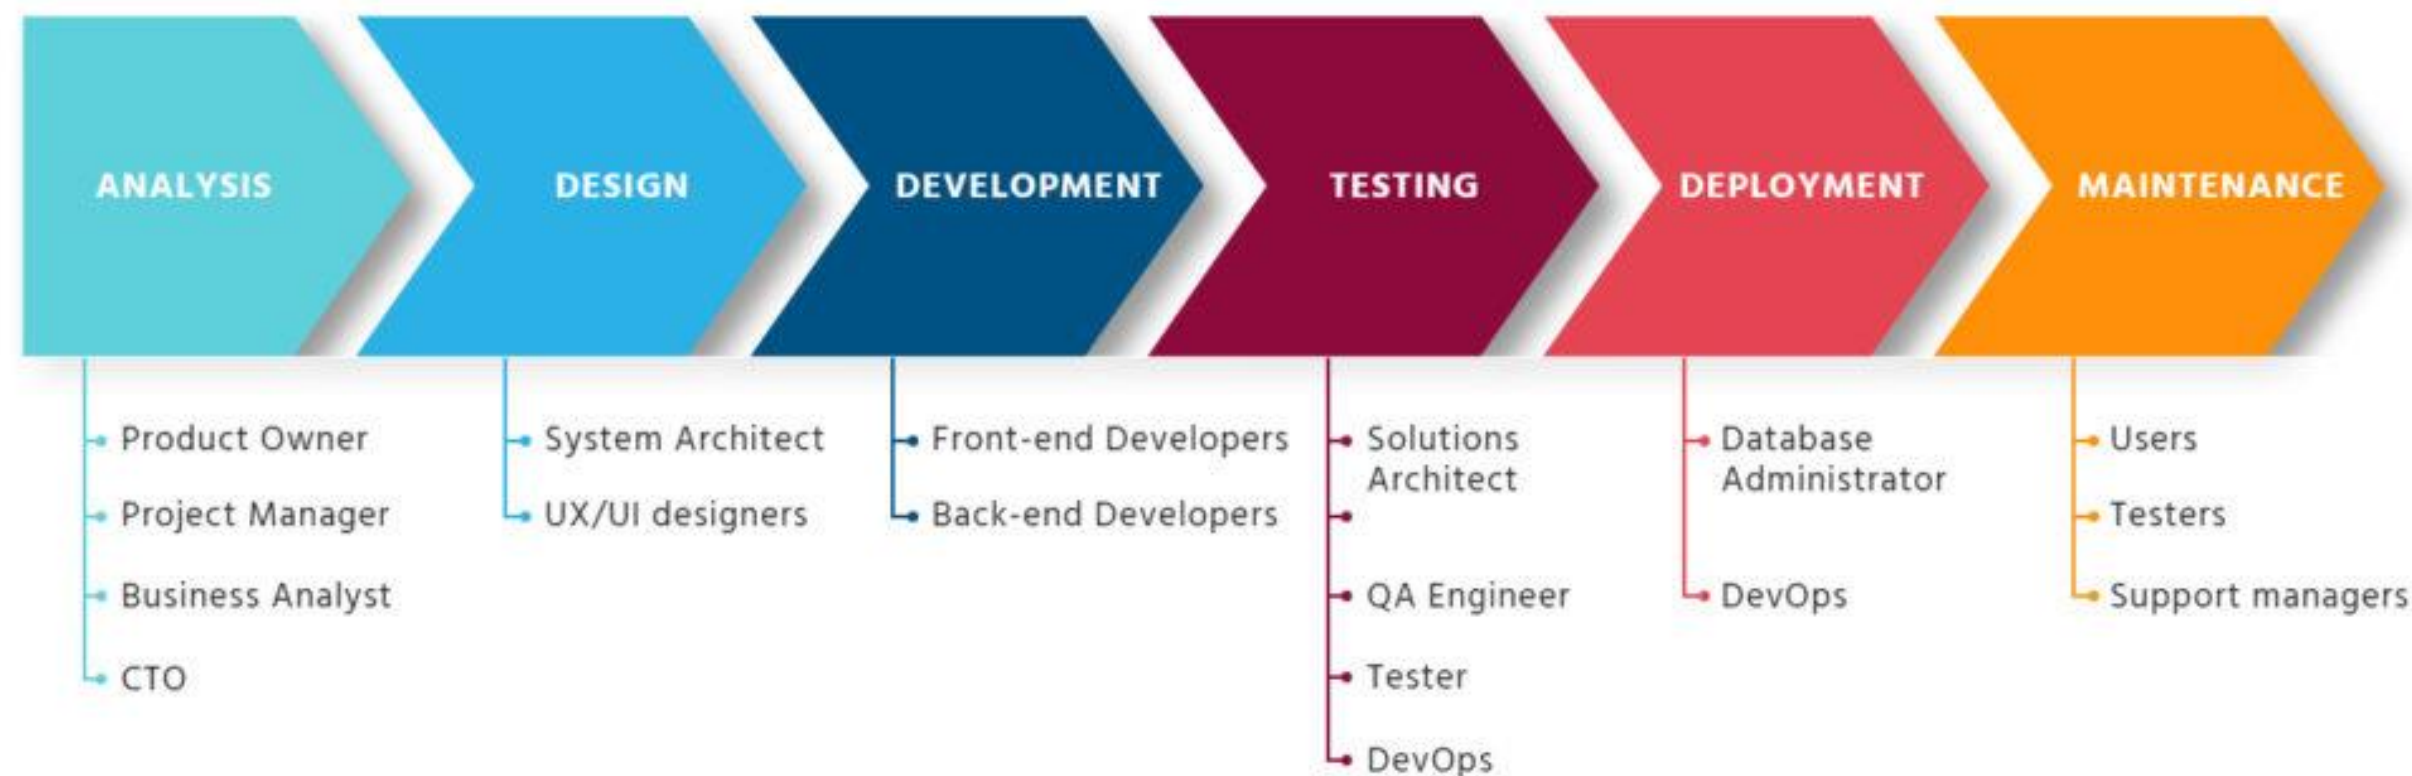 ANALYSIS
DESIGN
DEVELOPMENT
TESTING
DEPLOYMENT
MAINTENANCE
Product Owner
Project Manager
Business Analyst
CTO
System Architect
UX/UI designers
Front-end Developers
Back-end Developers
Solutions
Architect
QA Engineer
Tester
DevOps
Database
Administrator
DevOps
Users
Testers
Support managers